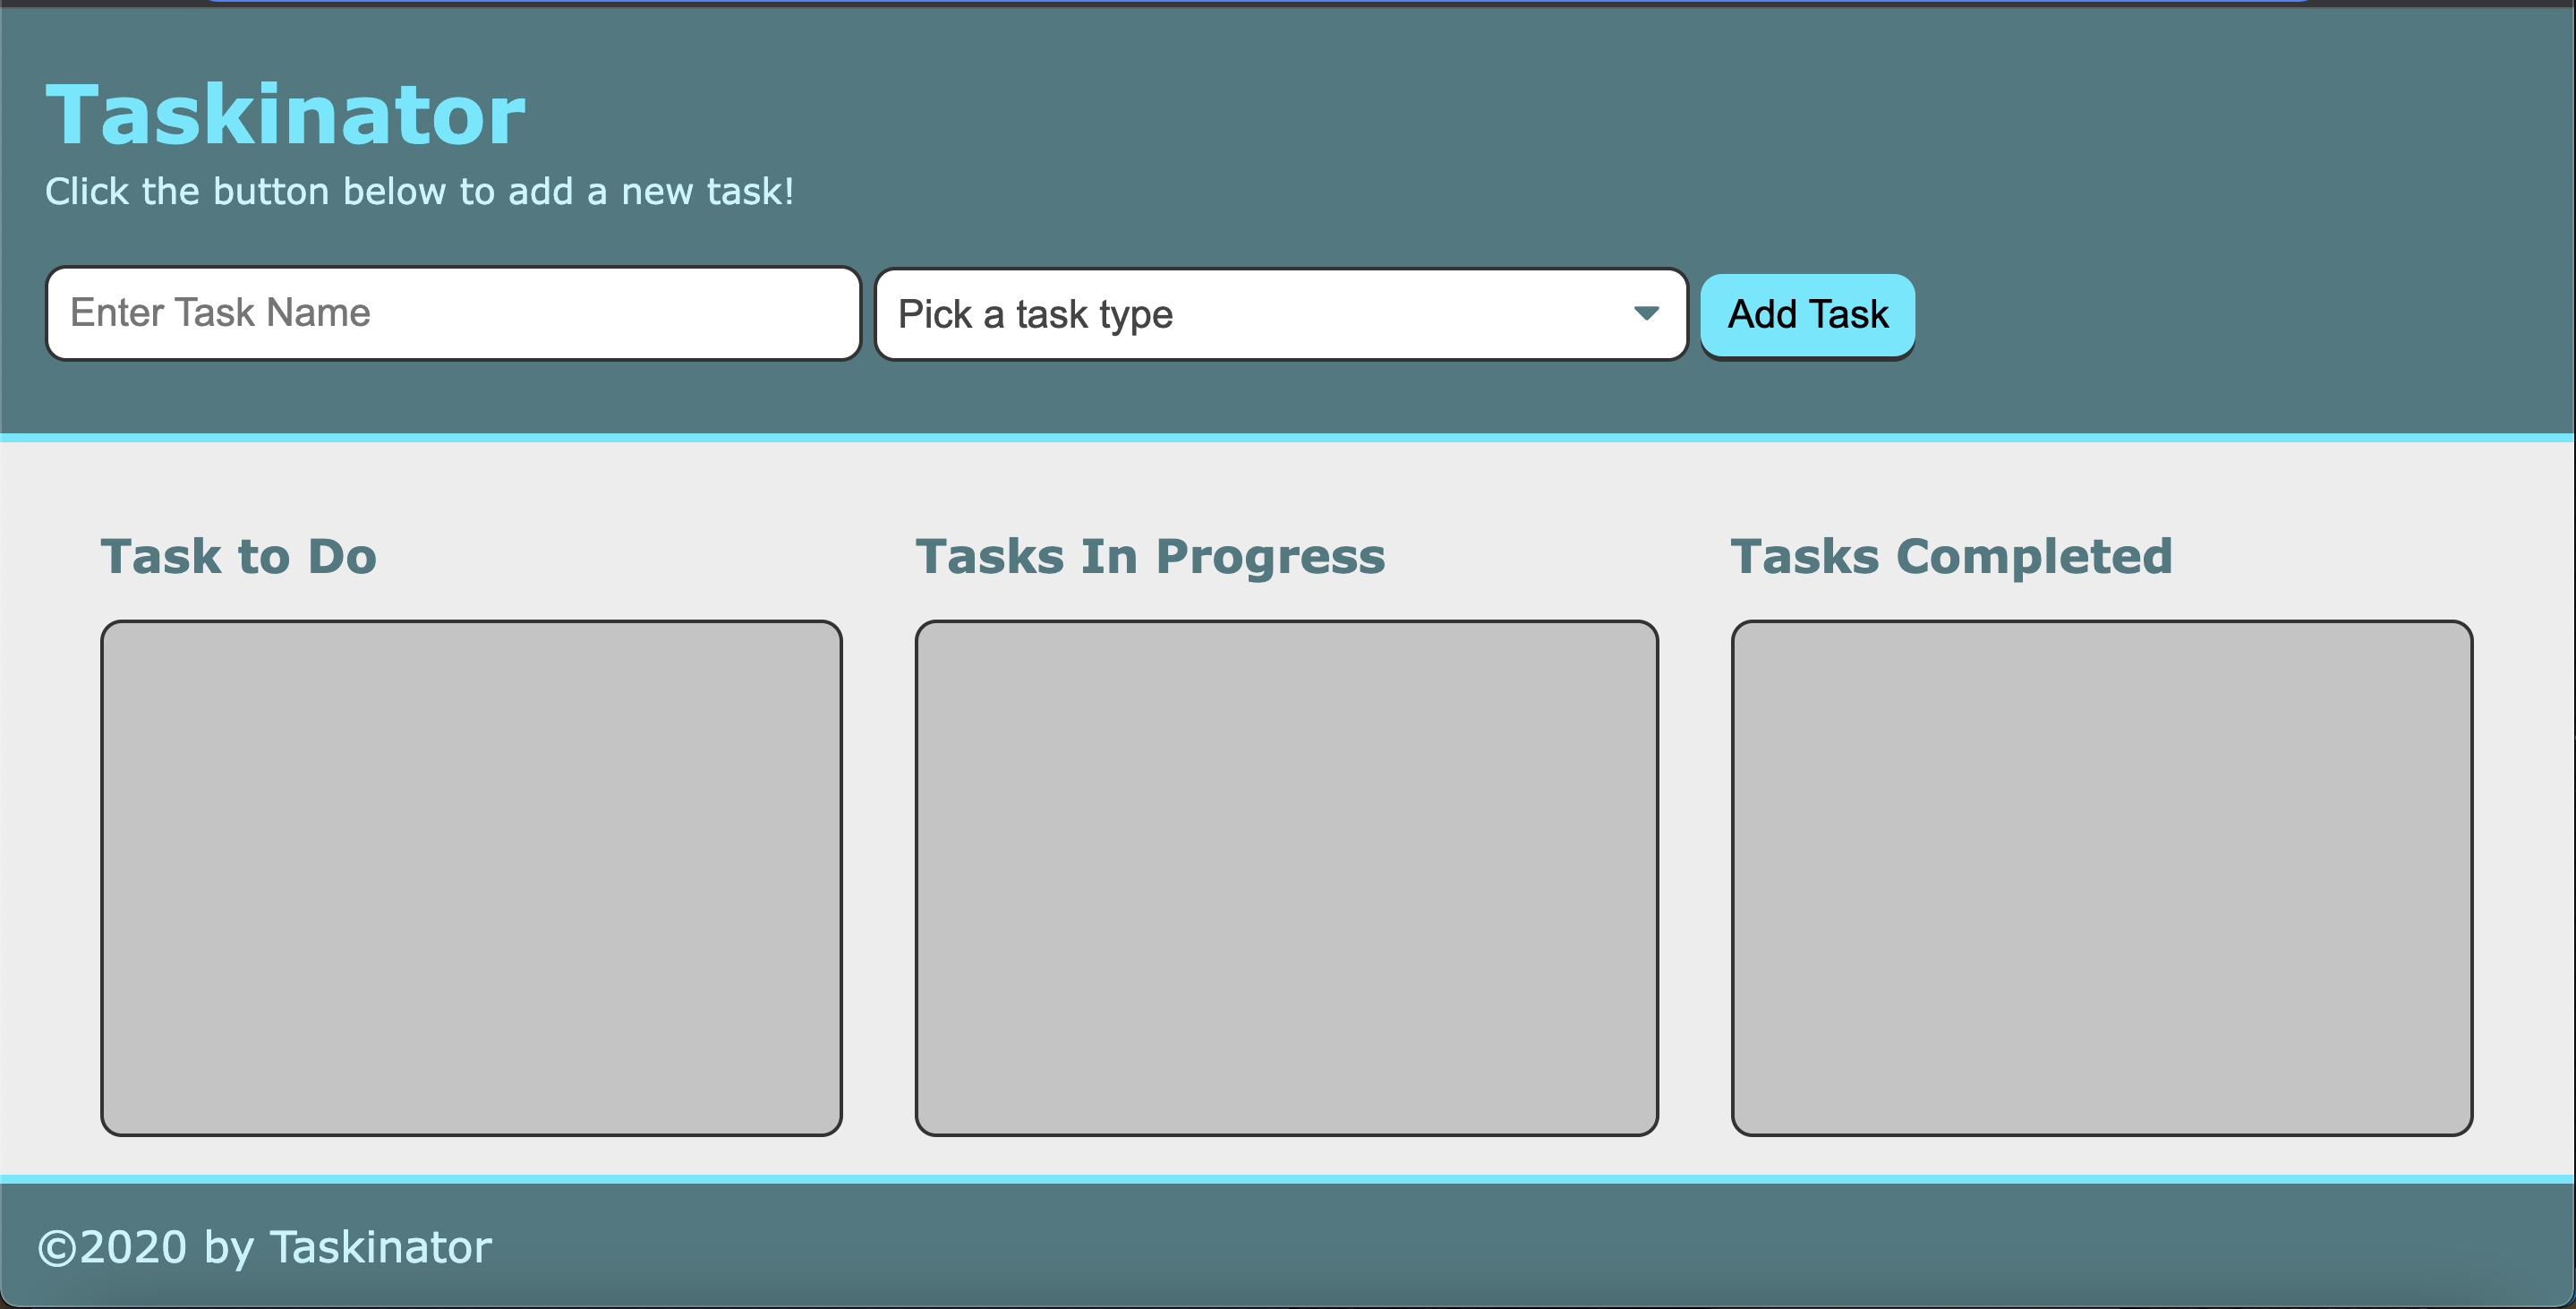 Taskinator
Click the button below to add a new task!
Enter Task Name
Pick a task type
Add Task
Task to Do
Tasks In Progress
Tasks Completed
©2020 by Taskinator